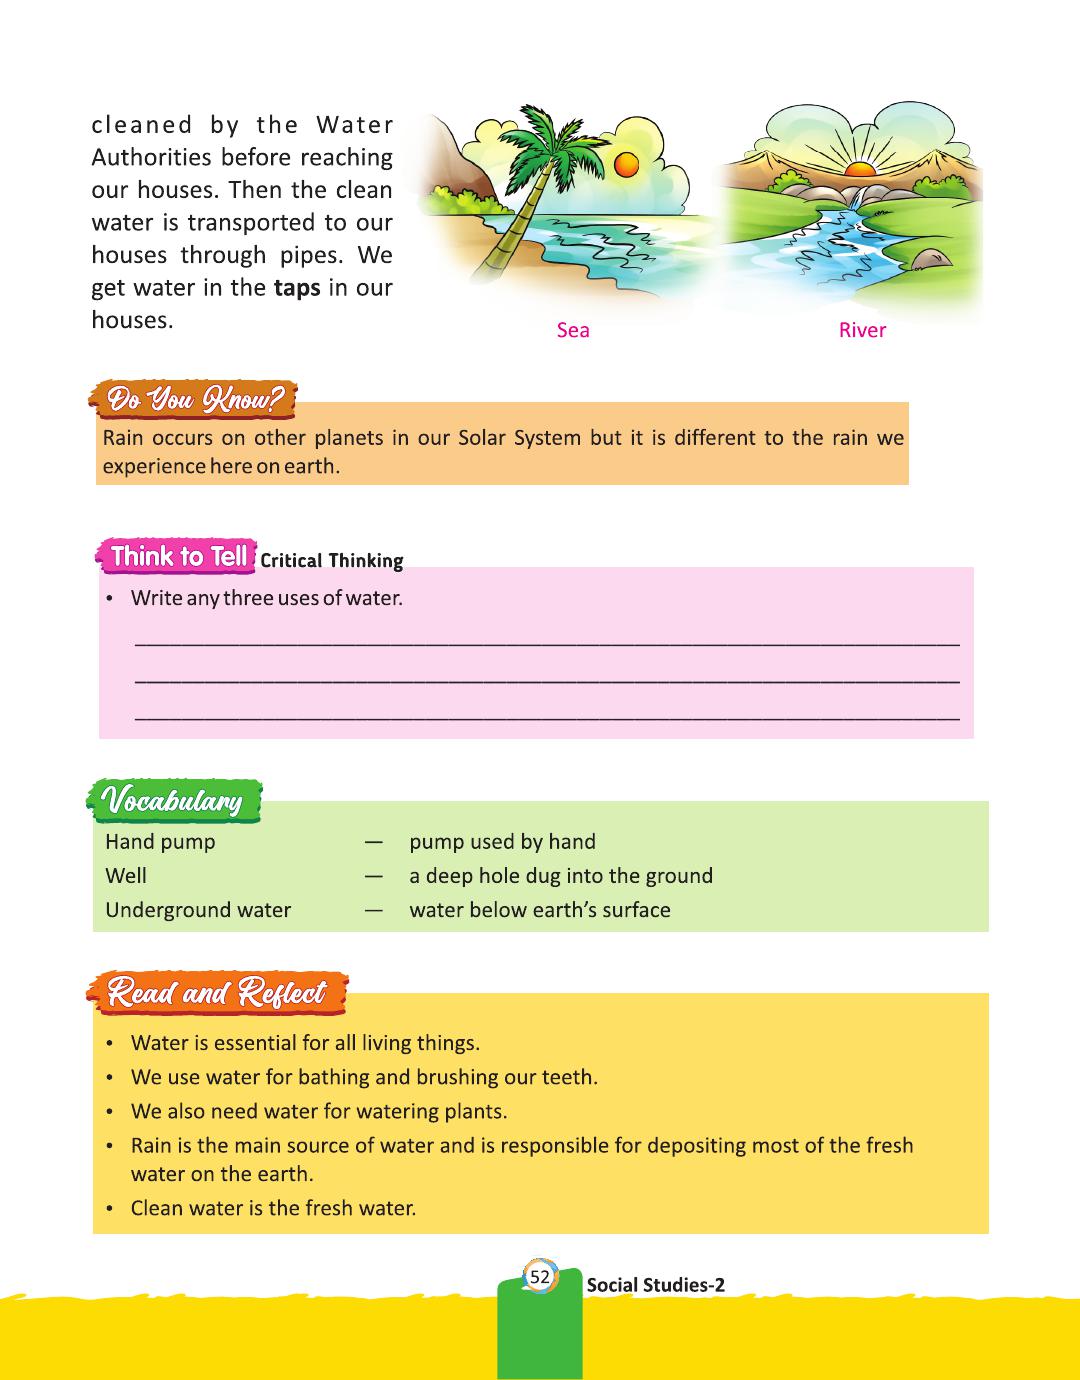 cleaned by the Water
Authorities before reaching
our houses. Then the clean
water is transported to our
houses through pipes. We
get water in the taps in our
houses.
Sea
River
Do You Know?
Rain occurs on other planets in our Solar System but it is different to the rain we
experience here on earth.
Think to Tell Critical Thinking
• Write any three uses of water.
Vocabulary
Hand pump — pump used by hand
Well — a deep hole dug into the ground
Underground water — water below earth's surface
Read and Reflect
• Water is essential for all living things.
• We use water for bathing and brushing our teeth.
• We also need water for watering plants.
• Rain is the main source of water and is responsible for depositing most of the fresh
water on the earth.
• Clean water is the fresh water.
52 Social Studies-2